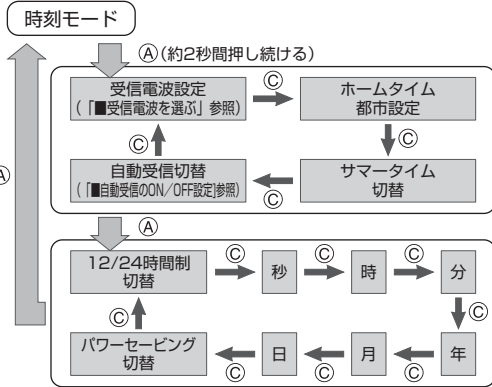 時刻モード
Ⓐ(約2秒間押し続ける)
受信電波設定
(「■受信電波を選ぶ」参照)
Ⓒ
ホームタイム
都市設定
Ⓒ
Ⓒ
自動受信切替
(「■自動受信のON/OFF設定」参照)
Ⓒ
サマータイム
切替
Ⓐ
Ⓐ
12/24時間制
切替
Ⓒ
秒
Ⓒ
時
Ⓒ
分
Ⓒ
Ⓒ
パワーセービング
切替
Ⓒ
日
Ⓒ
月
Ⓒ
年